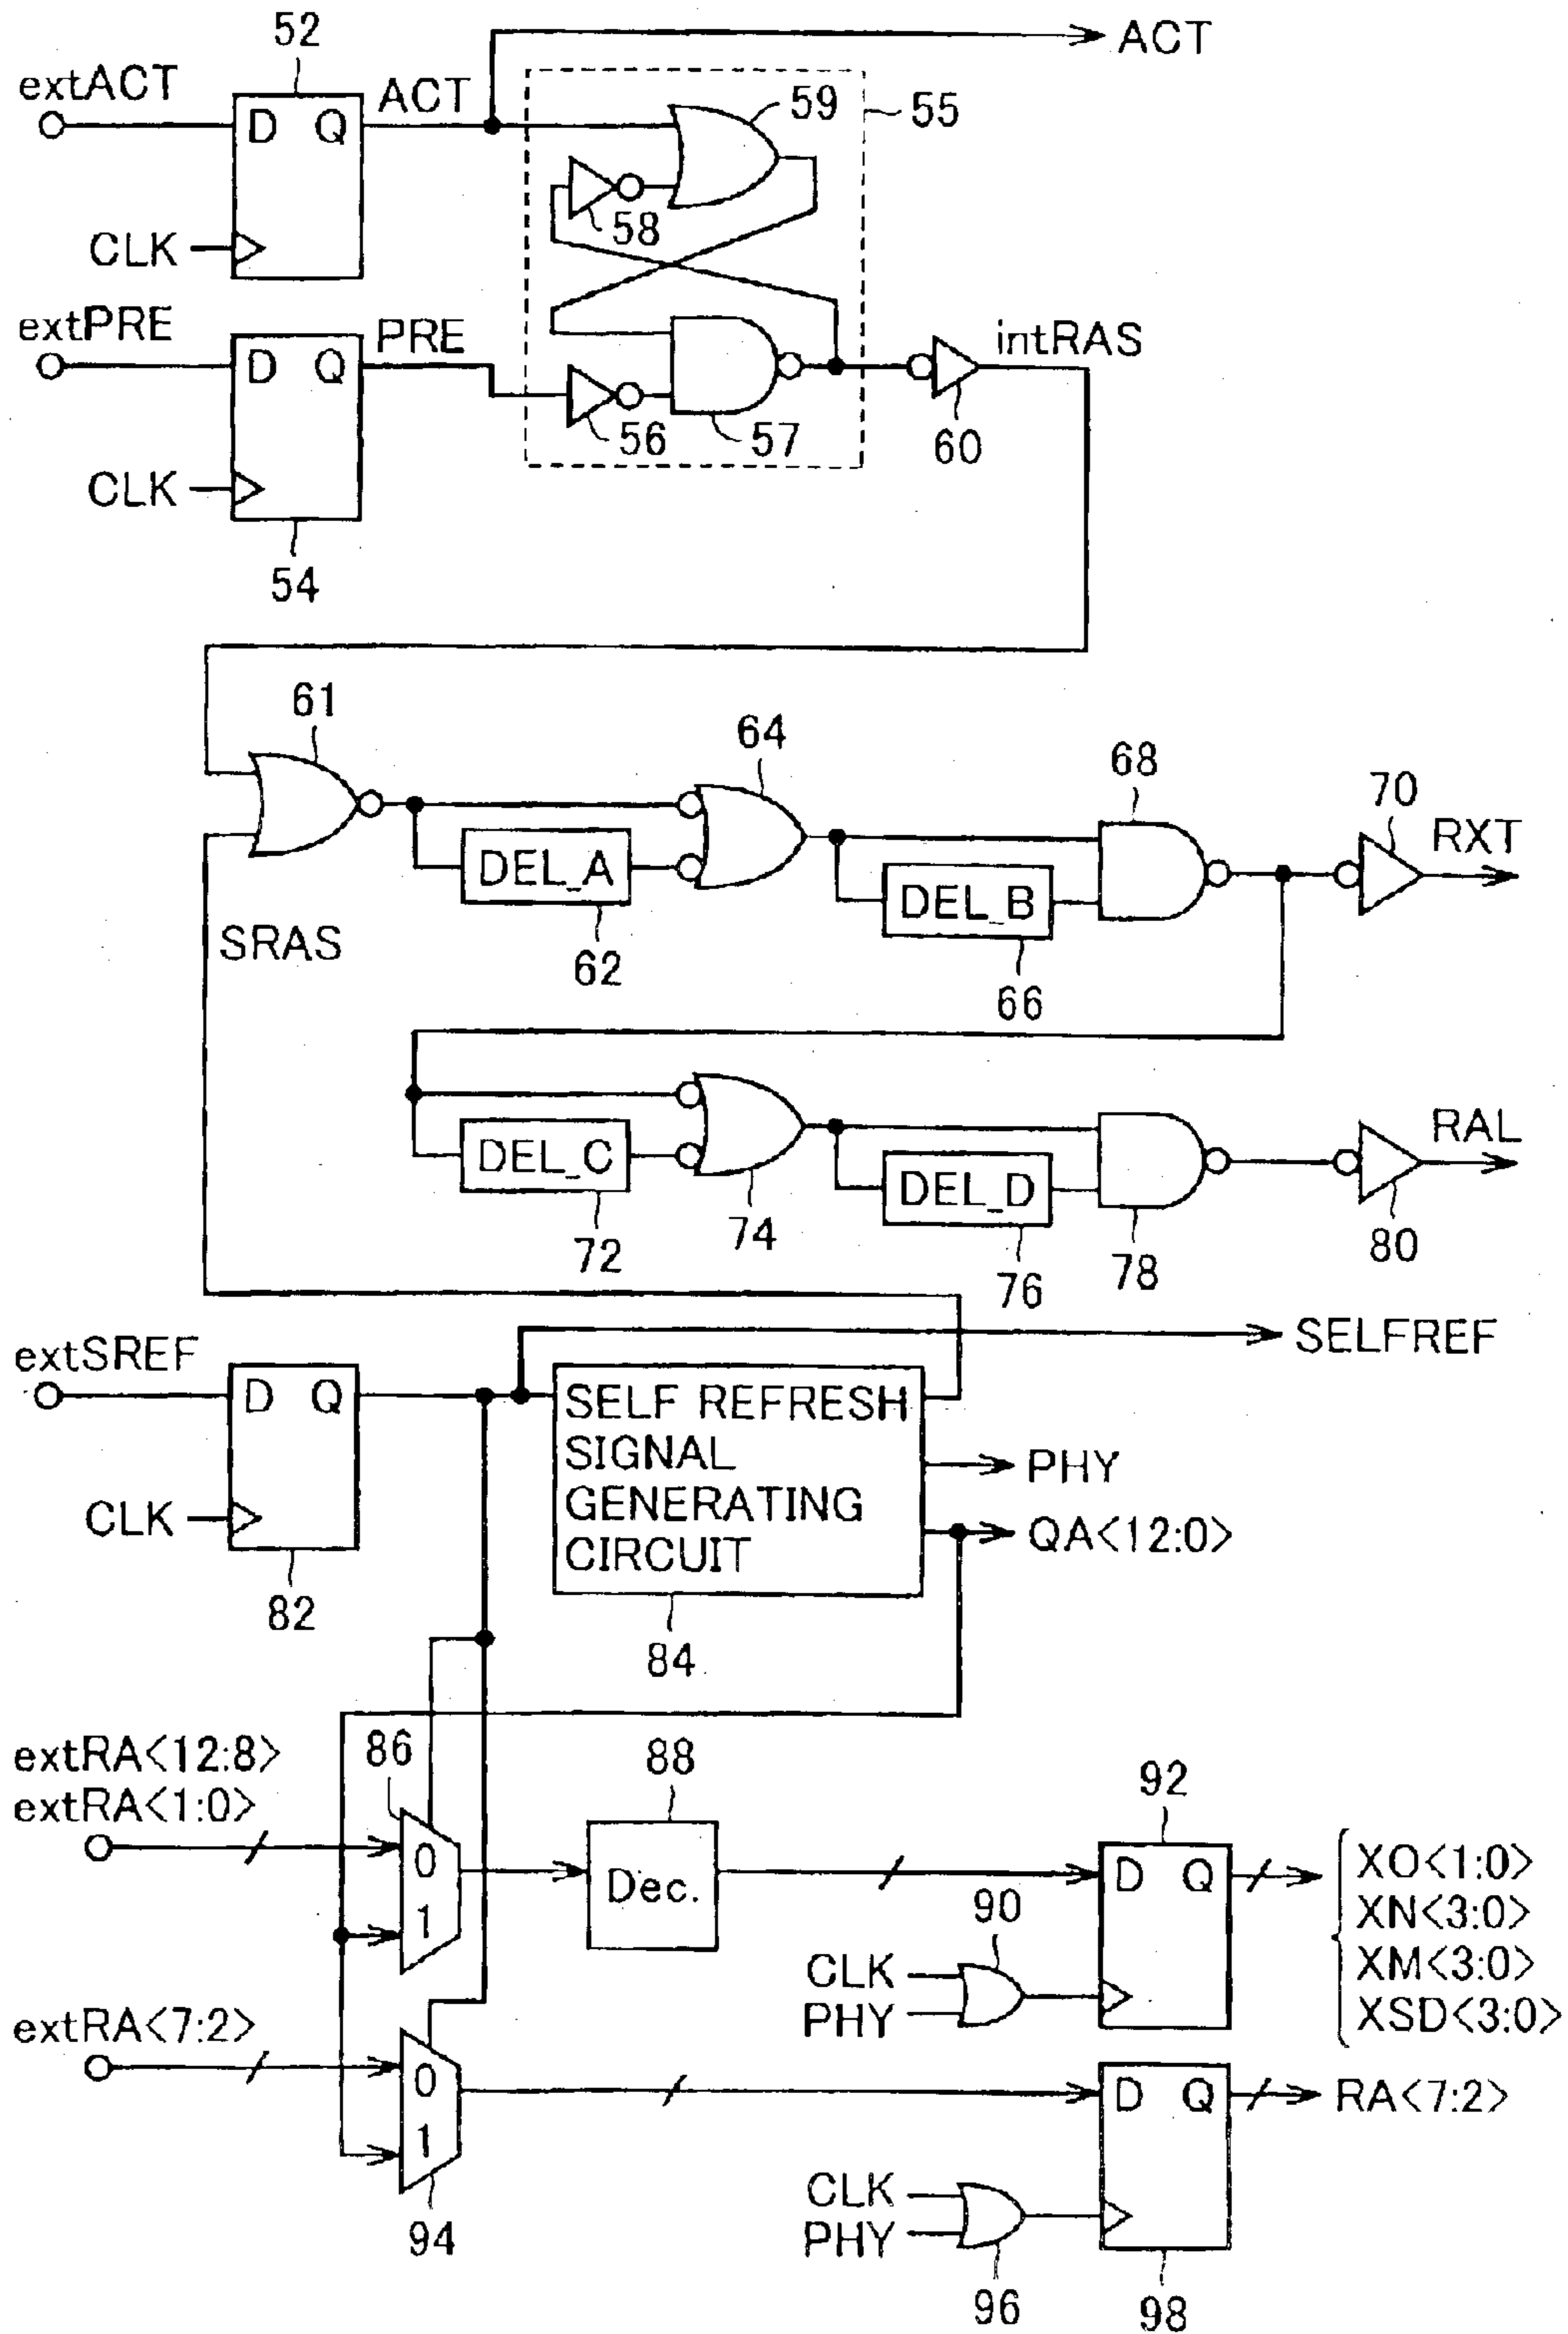 52
ACT
extACT
ACT
D Q
59
55
CLK
58
extPRE
PRE
intRAS
D Q
56
57
60
CLK
54
61
64
68
70
RXT
DEL_A
DEL_B
SRAS
62
66
DEL_C
RAL
DEL_D
72
74
76
78
80
extSREF
SELFREF
D Q
SELF REFRESH
SIGNAL
GENERATING
CIRCUIT
PHY
CLK
QA<12:0>
82
84
extRA<12:8>
extRA<1:0>
86
88
92
0
1
Dec.
D Q
XO<1:0>
XN<3:0>
XM<3:0>
XSD<3:0>
90
CLK
PHY
extRA<7:2>
0
1
D Q
RA<7:2>
94
CLK
PHY
96
98